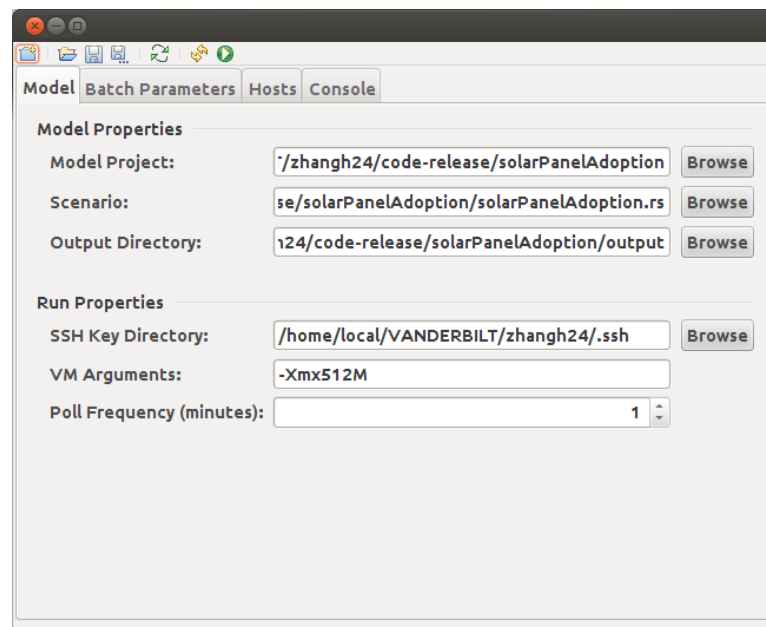 Model Batch Parameters Hosts Console
Model Properties
Model Project: /zhangh24/code-release/solarPanelAdoption Browse
Scenario: se/solarPanelAdoption/solarPanelAdoption.rs Browse
Output Directory: h24/code-release/solarPanelAdoption/output Browse
Run Properties
SSH Key Directory: /home/local/VANDERBILT/zhangh24/.ssh Browse
VM Arguments: -Xmx512M
Poll Frequency (minutes): 1